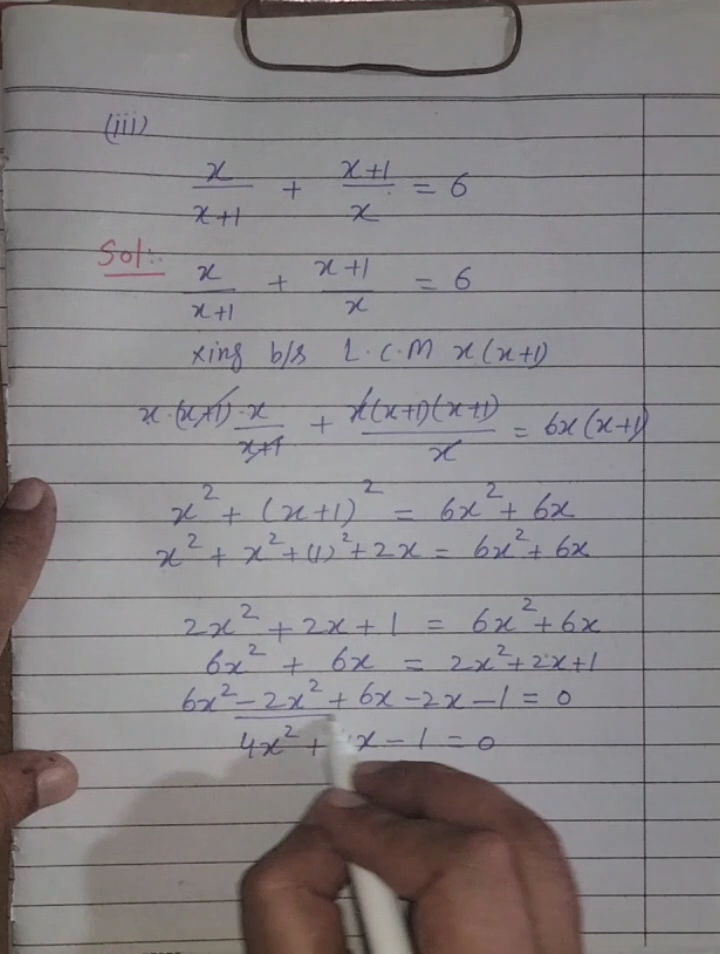 (iii)
x/(x+1) + (x+1)/x = 6
Sol:-
x/(x+1) + (x+1)/x = 6
xing b/s L.C.M x(x+1)
x·(x+1)·x/(x+1) + x(x+1)(x+1)/x = 6x(x+1)
x² + (x+1)² = 6x² + 6x
x² + x² + (1)² + 2x = 6x² + 6x
2x² + 2x + 1 = 6x² + 6x
6x² + 6x = 2x² + 2x + 1
6x² - 2x² + 6x - 2x - 1 = 0
4x² + x - 1 = 0